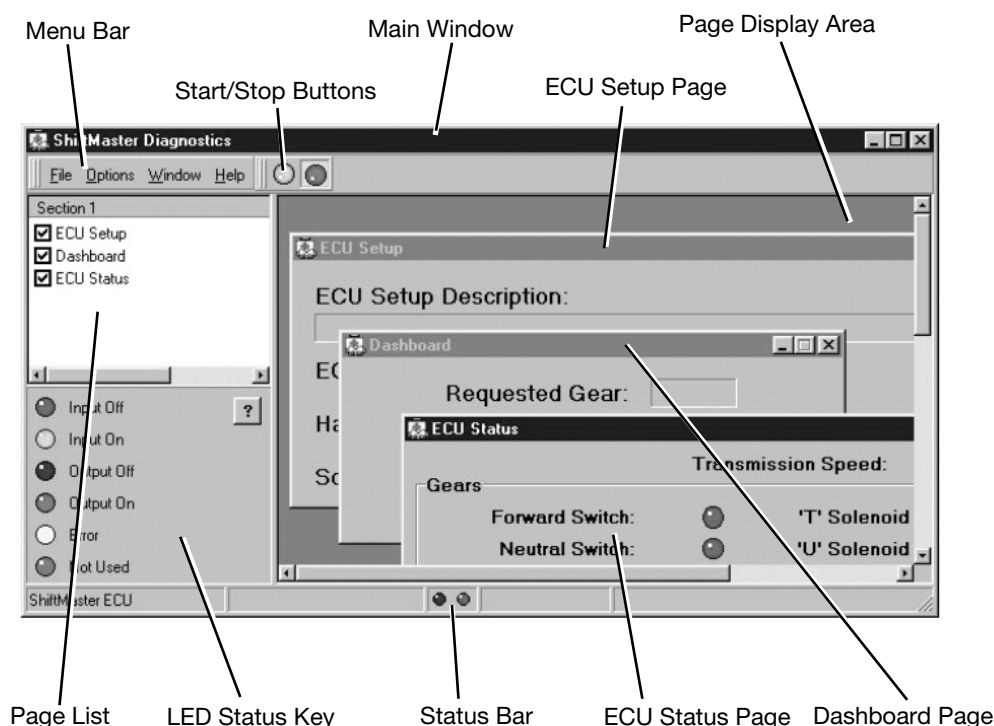 Menu Bar
Main Window
Page Display Area
Start/Stop Buttons
ECU Setup Page
ShiftMaster Diagnostics
File Options Window Help
Section 1
ECU Setup
Dashboard
ECU Status
ECU Setup
ECU Setup Description:
Dashboard
Requested Gear:
ECU Status
Transmission Speed:
Gears
Forward Switch:
'T' Solenoid
Neutral Switch:
'U' Solenoid
Input Off
?
Input On
Output Off
Output On
Error
Not Used
ShiftMaster ECU
Page List
LED Status Key
Status Bar
ECU Status Page
Dashboard Page